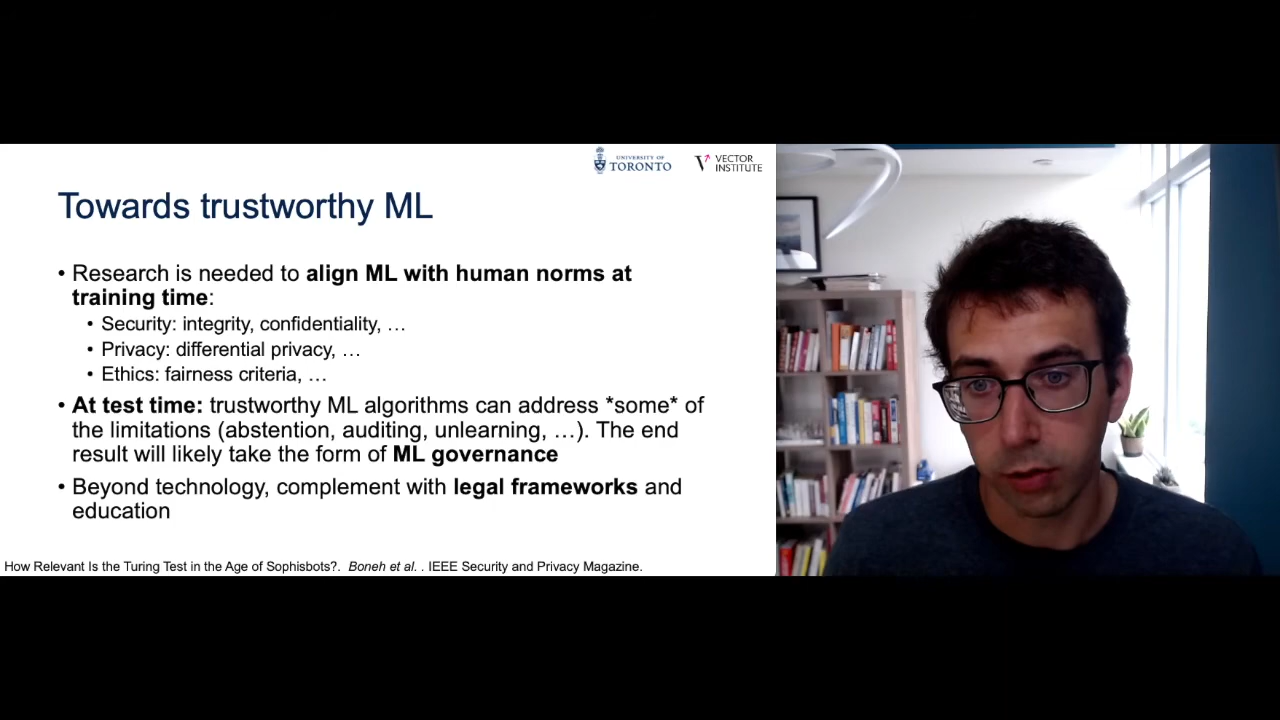 UNIVERSITY OF
TORONTO
VECTOR
INSTITUTE
Towards trustworthy ML
• Research is needed to align ML with human norms at
training time:
• Security: integrity, confidentiality, …
• Privacy: differential privacy, …
• Ethics: fairness criteria, …
• At test time: trustworthy ML algorithms can address *some* of
the limitations (abstention, auditing, unlearning, …). The end
result will likely take the form of ML governance
• Beyond technology, complement with legal frameworks and
education
How Relevant Is the Turing Test in the Age of Sophisbots?. Boneh et al. . IEEE Security and Privacy Magazine.